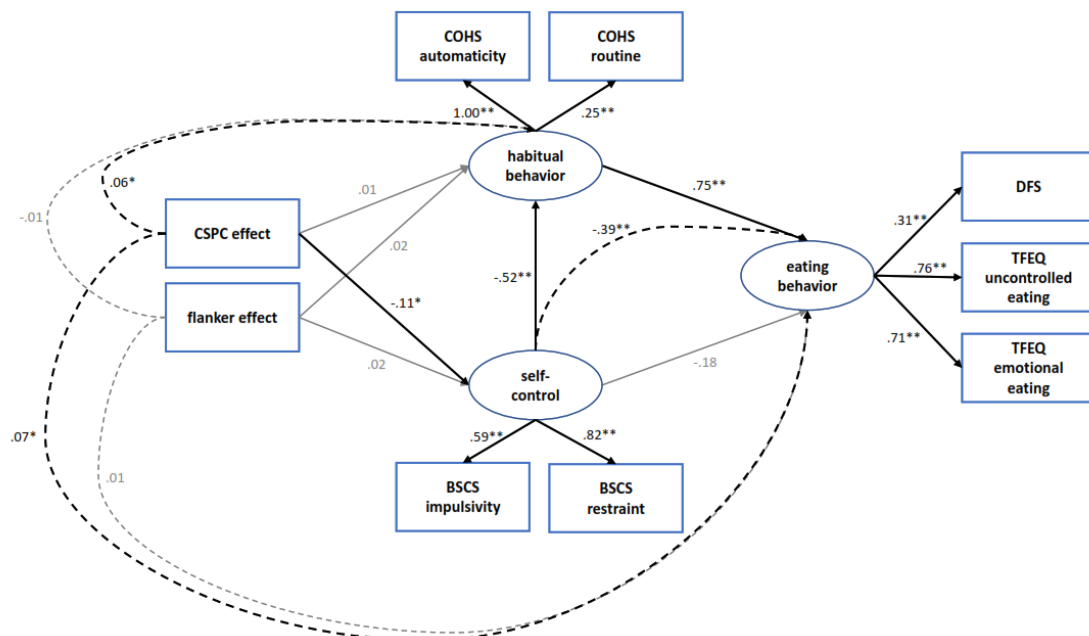 COHS
automaticity
COHS
routine
1.00**
.25**
habitual
behavior
.06*
-.01
.01
.02
CSPC effect
flanker effect
-.11*
.02
-.52**
-.39**
.75**
eating
behavior
-.18
self-
control
.31**
.76**
.71**
DFS
TFEQ
uncontrolled
eating
TFEQ
emotional
eating
.07*
.01
.59**
.82**
BSCS
impulsivity
BSCS
restraint